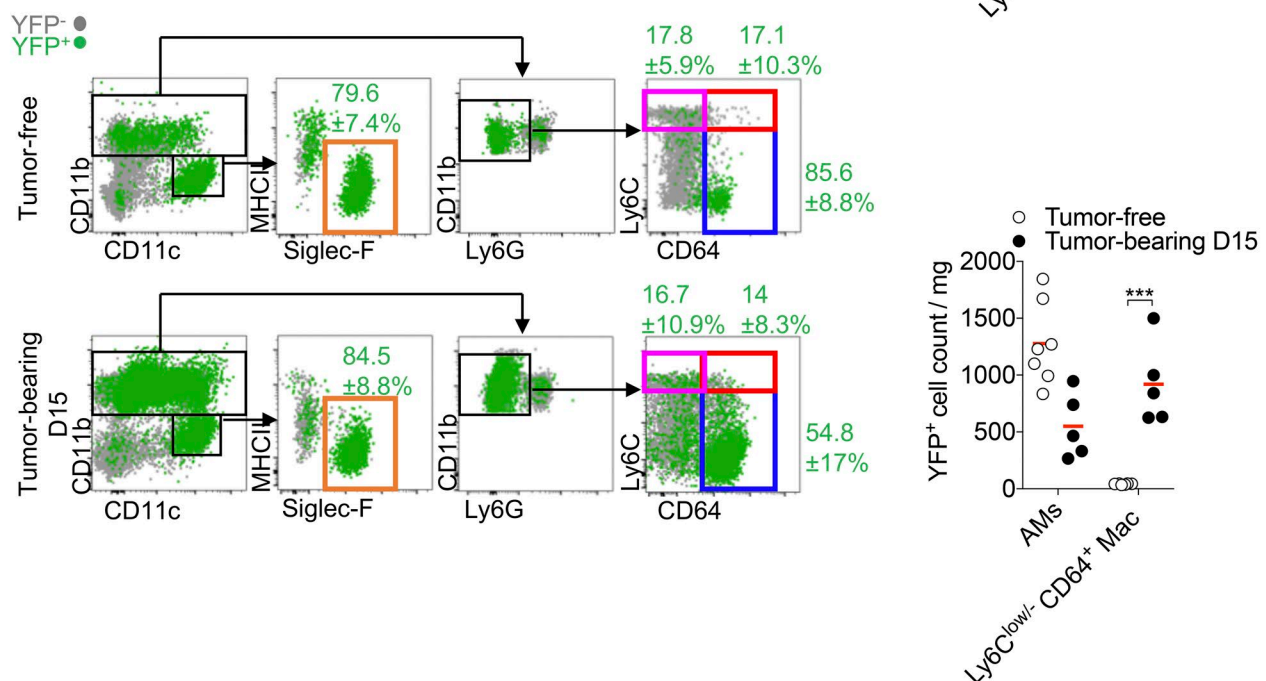 Ly
YFP⁻
YFP⁺
17.8 17.1
±5.9% ±10.3%
79.6
±7.4%
85.6
±8.8%
Tumor-free
CD11b
MHCII
CD11b
Ly6C
CD11c
Siglec-F
Ly6G
CD64
16.7 14
±10.9% ±8.3%
84.5
±8.8%
54.8
±17%
Tumor-bearing
D15
CD11b
MHCII
CD11b
Ly6C
CD11c
Siglec-F
Ly6G
CD64
Tumor-free
Tumor-bearing D15
YFP⁺ cell count / mg
2000
1500
1000
500
0
***
AMs
Ly6Cˡᵒʷ/⁻ CD64⁺ Mac